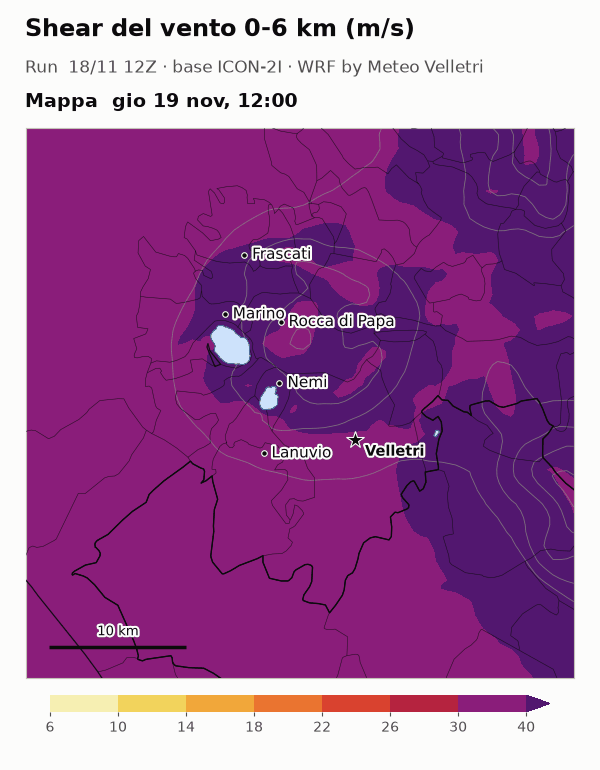 Shear del vento 0-6 km (m/s)
Run  18/11 12Z · base ICON-2I · WRF by Meteo Velletri
Mappa  gio 19 nov, 12:00
Frascati
Marino
Rocca di Papa
Nemi
Lanuvio
Velletri
10 km
6 10 14 18 22 26 30 40